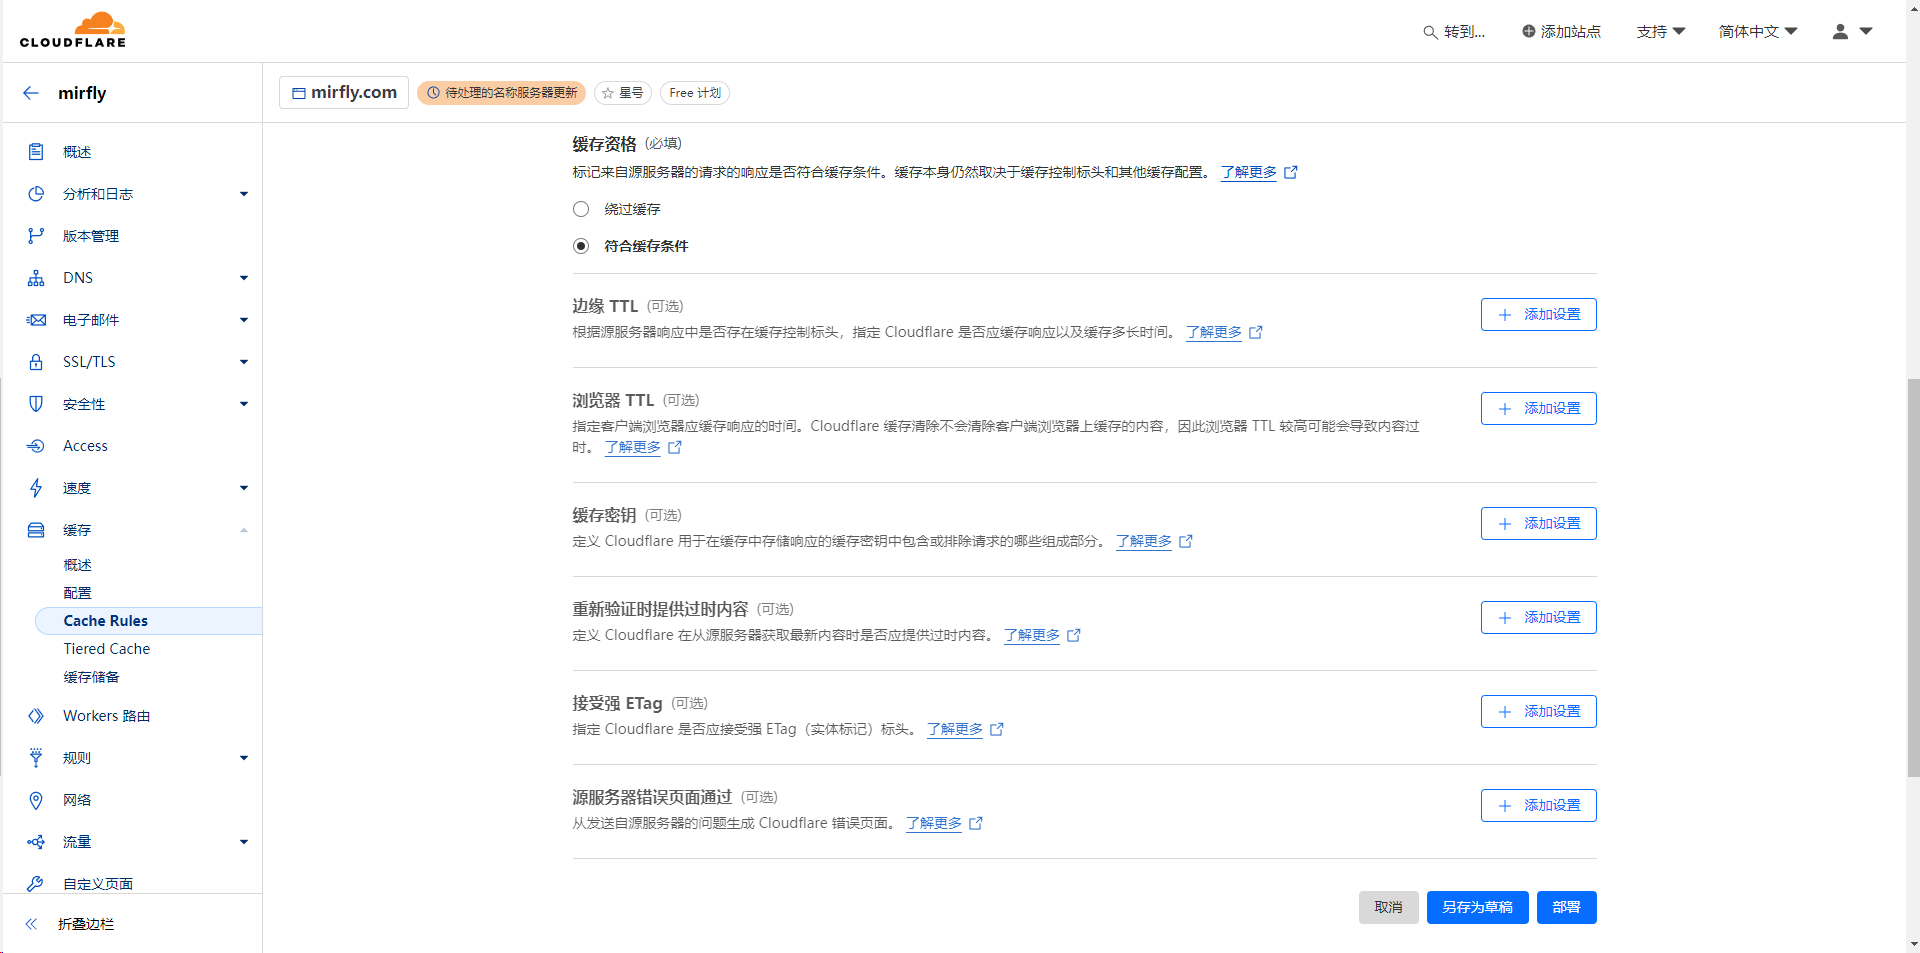 CLOUDFLARE
转到...
添加站点
支持
简体中文
mirfly
mirfly.com
待处理的名称服务器更新
星号
Free 计划
概述
分析和日志
版本管理
DNS
电子邮件
SSL/TLS
安全性
Access
速度
缓存
概述
配置
Cache Rules
Tiered Cache
缓存储备
Workers 路由
规则
网络
流量
自定义页面
折叠边栏
缓存资格 (必填)
标记来自源服务器的请求的响应是否符合缓存条件。缓存本身仍然取决于缓存控制标头和其他缓存配置。 了解更多
绕过缓存
符合缓存条件
边缘 TTL (可选)
根据源服务器响应中是否存在缓存控制标头，指定 Cloudflare 是否应缓存响应以及缓存多长时间。 了解更多
添加设置
浏览器 TTL (可选)
指定客户端浏览器应缓存响应的时间。Cloudflare 缓存清除不会清除客户端浏览器上缓存的内容，因此浏览器 TTL 较高可能会导致内容过
时。 了解更多
添加设置
缓存密钥 (可选)
定义 Cloudflare 用于在缓存中存储响应的缓存密钥中包含或排除请求的哪些组成部分。 了解更多
添加设置
重新验证时提供过时内容 (可选)
定义 Cloudflare 在从源服务器获取最新内容时是否应提供过时内容。 了解更多
添加设置
接受强 ETag (可选)
指定 Cloudflare 是否应接受强 ETag（实体标记）标头。 了解更多
添加设置
源服务器错误页面通过 (可选)
从发送自源服务器的问题生成 Cloudflare 错误页面。 了解更多
添加设置
取消
另存为草稿
部署